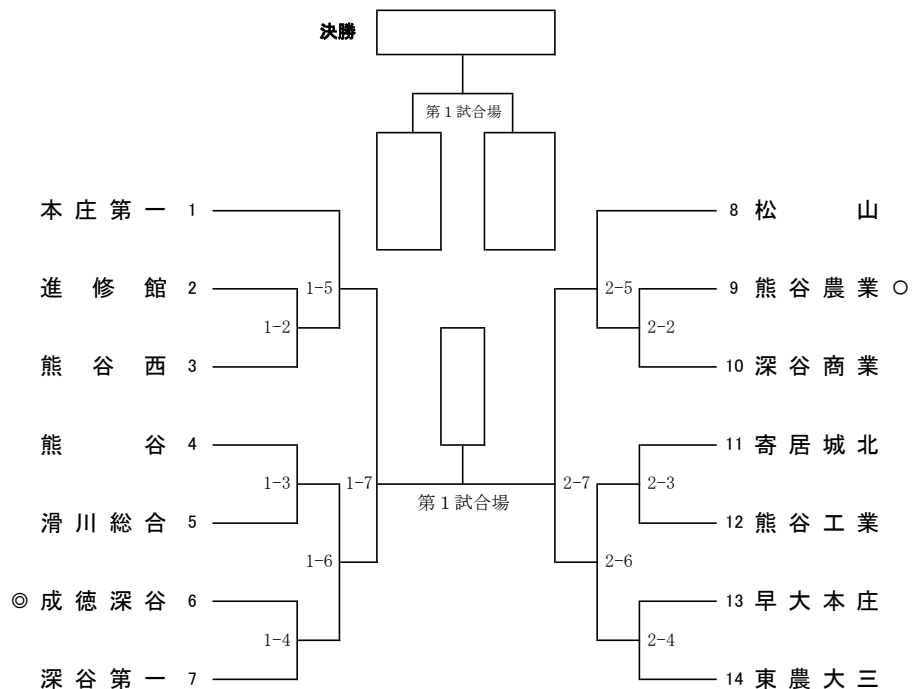 決勝
第1試合場
本庄第一 1
8 松山
進修館 2
1-5
2-5
9 熊谷農業 ○
1-2
2-2
熊谷西 3
10 深谷商業
熊谷 4
11 寄居城北
1-3
1-7
2-7
2-3
第1試合場
滑川総合 5
12 熊谷工業
1-6
2-6
◎ 成徳深谷 6
13 早大本庄
1-4
2-4
深谷第一 7
14 東農大三